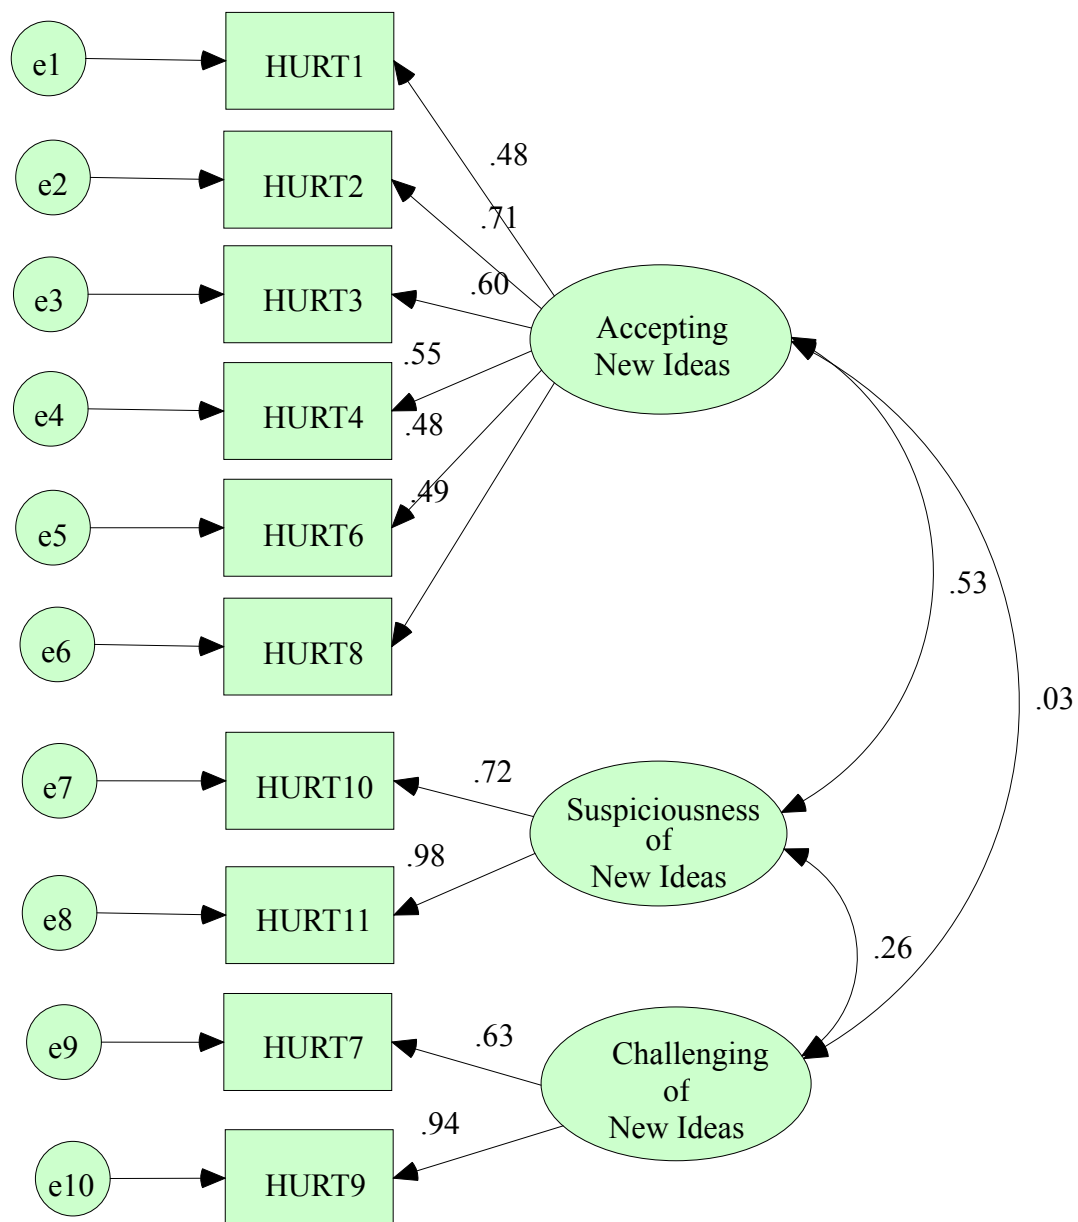 e1
HURT1
.48
e2
HURT2
.71
e3
HURT3
.60
Accepting
New Ideas
.55
e4
HURT4
.48
e5
HURT6
.49
.53
e6
HURT8
.03
e7
HURT10
.72
Suspiciousness
of
New Ideas
.98
e8
HURT11
.26
e9
HURT7
.63
Challenging
of
New Ideas
.94
e10
HURT9